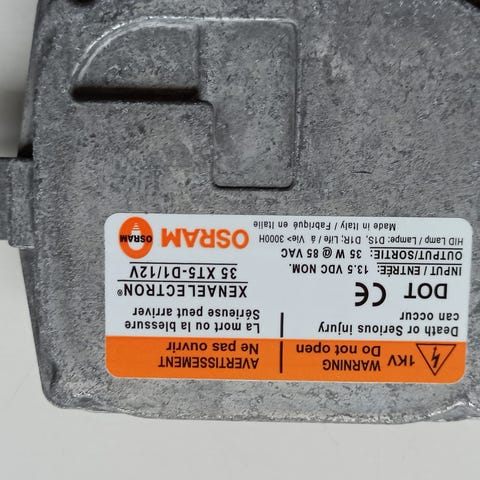 1KV
WARNING
Do not open
AVERTISSEMENT
Ne pas ouvrir
Death or Serious injury
can occur
La mort ou la blessure
Sérieuse peut arriver
DOT CE
XENAELECTRON®
35 XT5-D1/12V
INPUT / ENTRÉE: 13.5 VDC NOM.
OUTPUT/SORTIE: 35 W @ 85 VAC
HID Lamp / Lampe: D1S, D1R; Life / á / Vie> 3000H
Made in Italy / Fabriqué en Italie
OSRAM
OSRAM